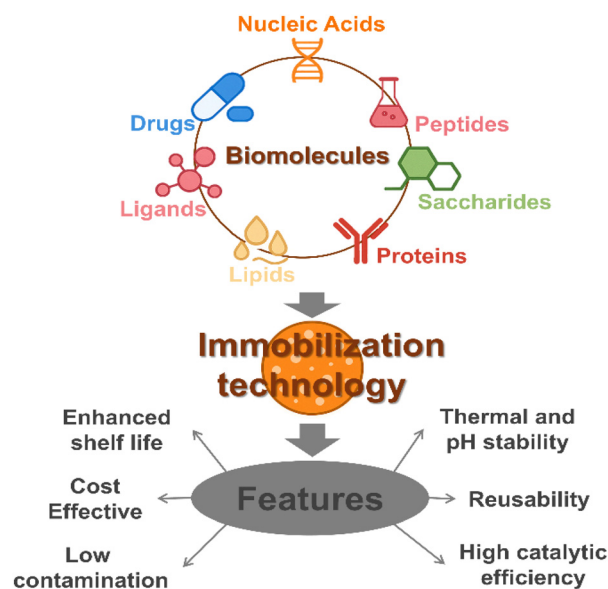 Nucleic Acids
Drugs
Peptides
Biomolecules
Ligands
Saccharides
Lipids
Proteins
Immobilization
technology
Enhanced
shelf life
Thermal and
pH stability
Cost
Effective
Features
Reusability
Low
contamination
High catalytic
efficiency